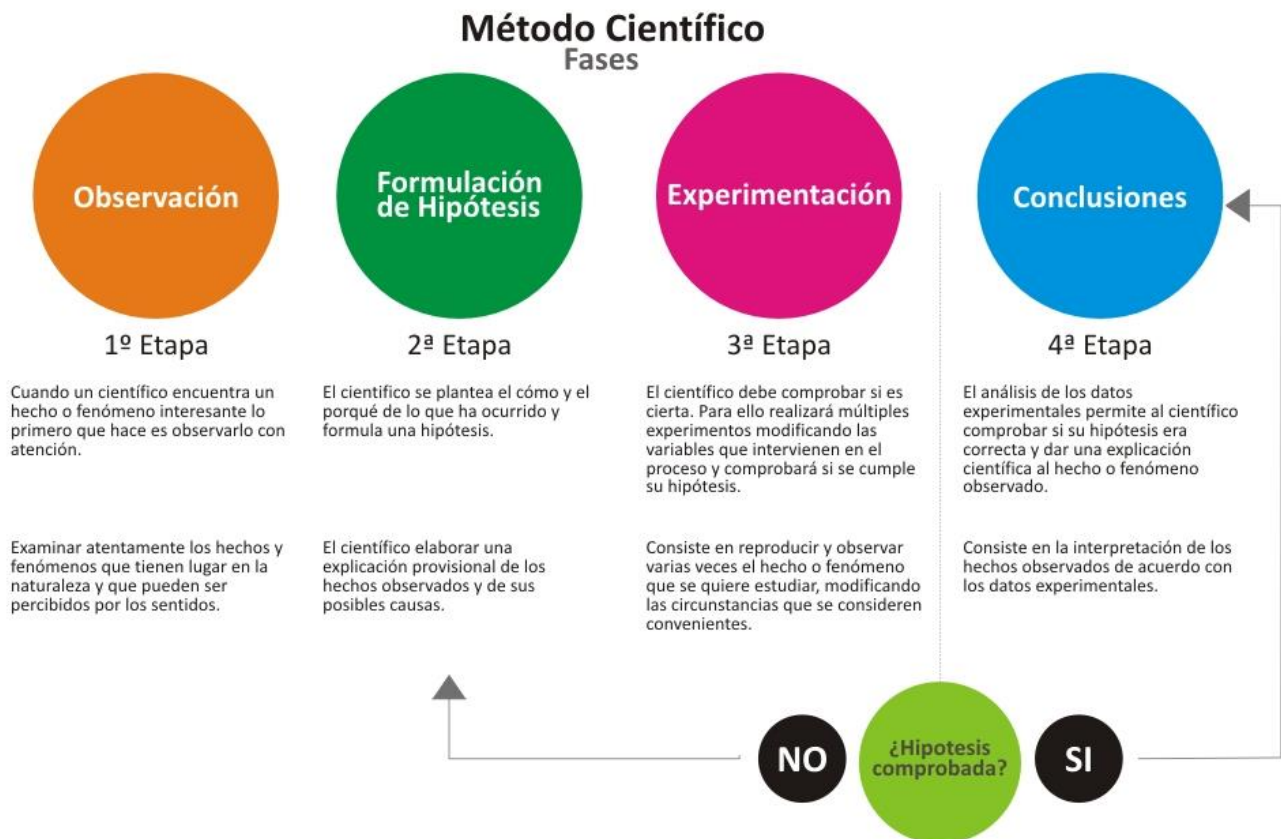 Método Científico
Fases
Observación
1º Etapa
Cuando un científico encuentra un
hecho o fenómeno interesante lo
primero que hace es observarlo con
atención.
Examinar atentamente los hechos y
fenómenos que tienen lugar en la
naturaleza y que pueden ser
percibidos por los sentidos.
Formulación
de Hipótesis
2ª Etapa
El cientifico se plantea el cómo y el
porqué de lo que ha ocurrido y
formula una hipótesis.
El científico elaborar una
explicación provisional de los
hechos observados y de sus
posibles causas.
Experimentación
3ª Etapa
El científico debe comprobar si es
cierta. Para ello realizará múltiples
experimentos modificando las
variables que intervienen en el
proceso y comprobará si se cumple
su hipótesis.
Consiste en reproducir y observar
varias veces el hecho o fenómeno
que se quiere estudiar, modificando
las circunstancias que se consideren
convenientes.
Conclusiones
4ª Etapa
El análisis de los datos
experimentales permite al científico
comprobar si su hipótesis era
correcta y dar una explicación
científica al hecho o fenómeno
observado.
Consiste en la interpretación de los
hechos observados de acuerdo con
los datos experimentales.
NO
¿Hipotesis
comprobada?
SI